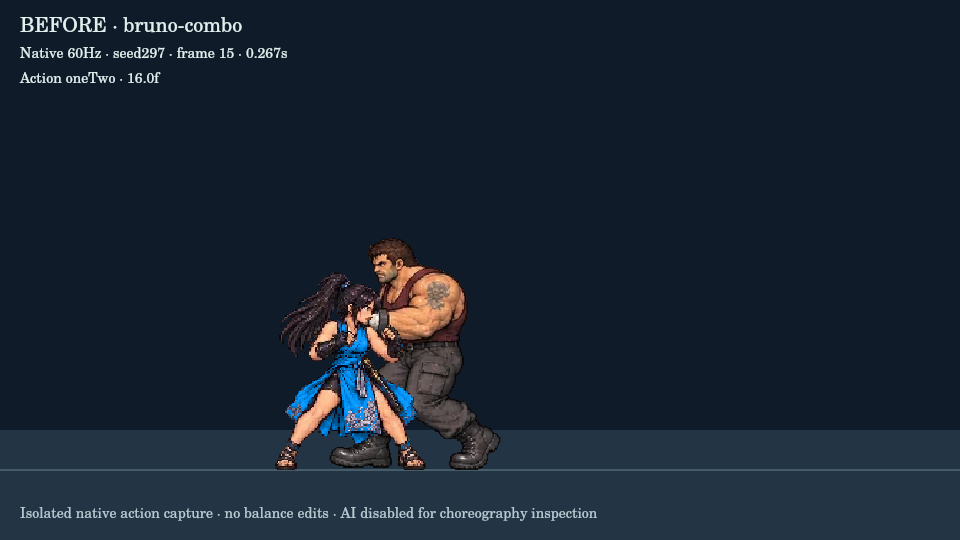 BEFORE · bruno-combo
Native 60Hz · seed297 · frame 15 · 0.267s
Action oneTwo · 16.0f
Isolated native action capture · no balance edits · AI disabled for choreography inspection